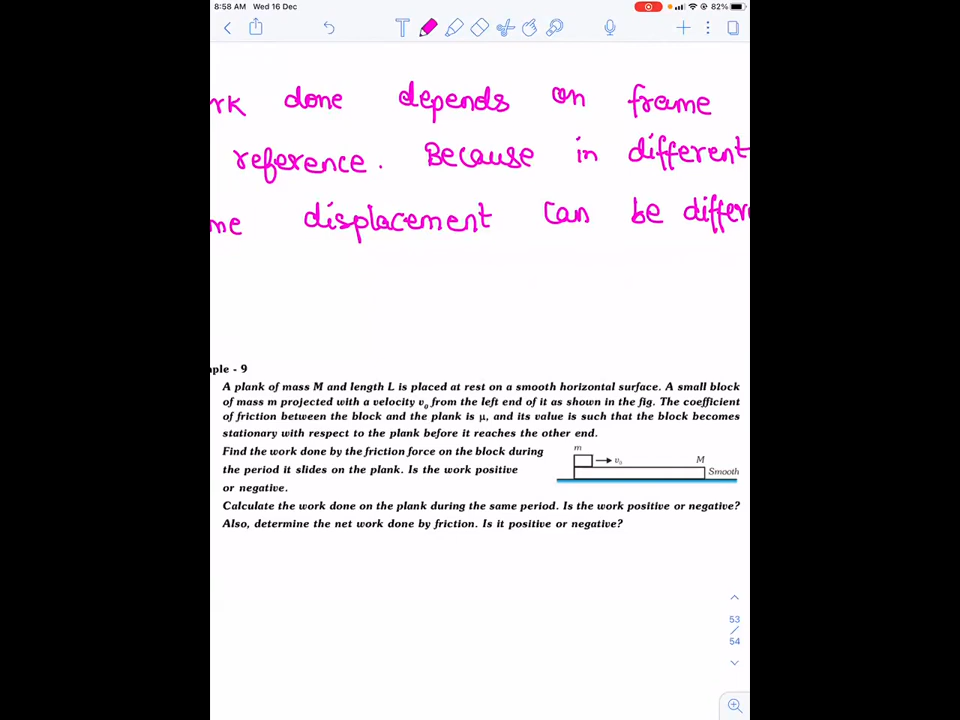 8:58 AM Wed 16 Dec
82%
rk done depends on frame
reference. Because in different
me displacement can be differ
nple - 9
A plank of mass M and length L is placed at rest on a smooth horizontal surface. A small block
of mass m projected with a velocity v₀ from the left end of it as shown in the fig. The coefficient
of friction between the block and the plank is μ, and its value is such that the block becomes
stationary with respect to the plank before it reaches the other end.
Find the work done by the friction force on the block during
the period it slides on the plank. Is the work positive
or negative.
m
v₀
M
Smooth
Calculate the work done on the plank during the same period. Is the work positive or negative?
Also, determine the net work done by friction. Is it positive or negative?
53
/
54